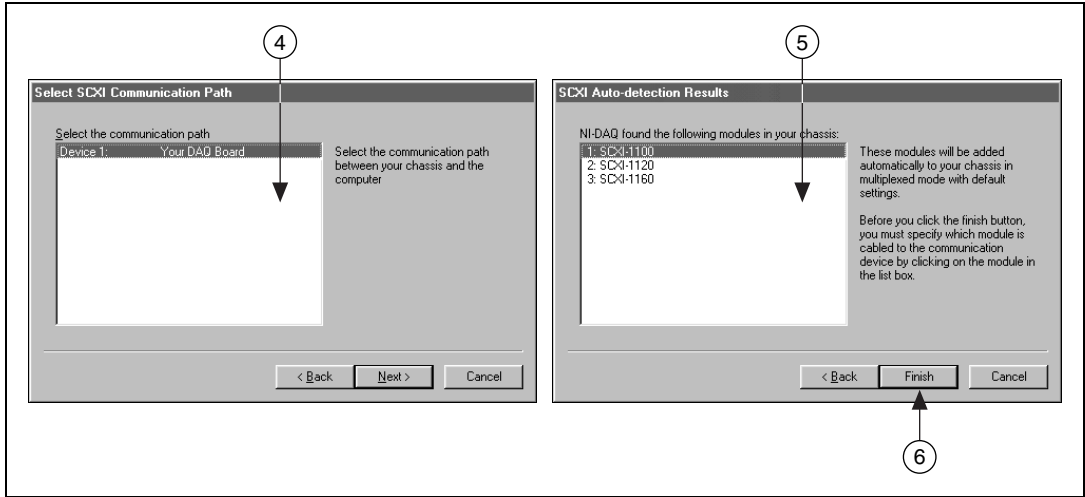 4
Select SCXI Communication Path
Select the communication path
Device 1: Your DAQ Board
Select the communication path
between your chassis and the
computer
< Back
Next >
Cancel
5
SCXI Auto-detection Results
NI-DAQ found the following modules in your chassis:
1: SCXI-1100
2: SCXI-1120
3: SCXI-1160
These modules will be added
automatically to your chassis in
multiplexed mode with default
settings.
Before you click the finish button,
you must specify which module is
cabled to the communication
device by clicking on the module in
the list box.
< Back
Finish
Cancel
6